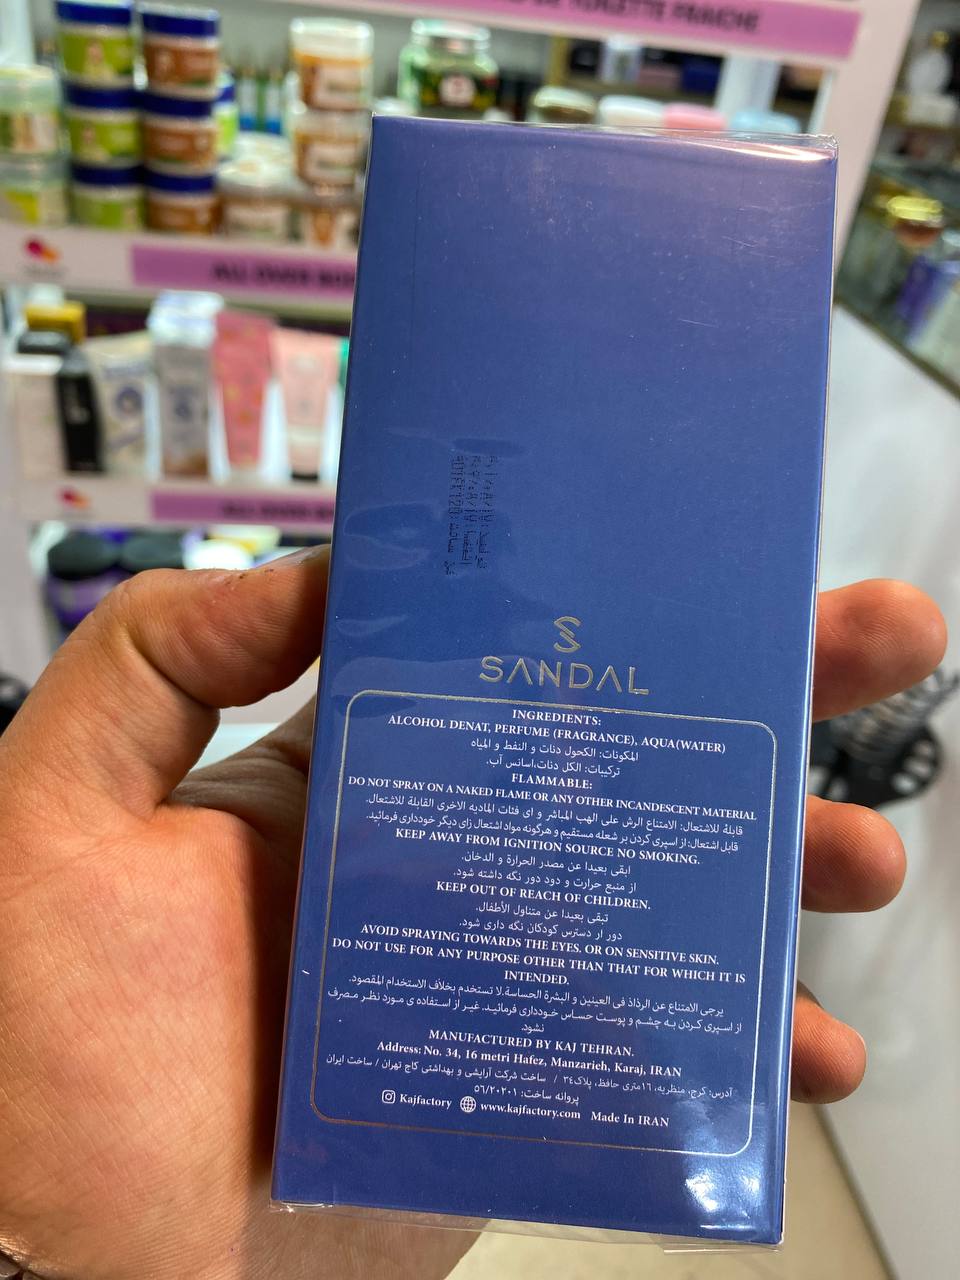 DE TOILETTE FRAICHE
ALL OVER
SANDAL
INGREDIENTS:
ALCOHOL DENAT, PERFUME (FRAGRANCE), AQUA(WATER)
المكونات: الكحول دنات و النفط و المياه
ترکیبات: الکل دنات،اسانس آب.
FLAMMABLE:
DO NOT SPRAY ON A NAKED FLAME OR ANY OTHER INCANDESCENT MATERIAL
قابلة للاشتعال: الامتناع الرش على الهب المباشر و اى فئات الماديه الاخرى القابلة للاشتعال.
قابل اشتعال: از اسپری کردن بر شعله مستقیم و هرگونه مواد اشتعال زای دیگر خودداری فرمائید.
KEEP AWAY FROM IGNITION SOURCE NO SMOKING.
ابقى بعيدا عن مصدر الحرارة و الدخان.
از منبع حرارت و دود دور نگه داشته شود.
KEEP OUT OF REACH OF CHILDREN.
تبقى بعيدا عن متناول الأطفال.
دور از دسترس کودکان نگه داری شود.
AVOID SPRAYING TOWARDS THE EYES. OR ON SENSITIVE SKIN.
DO NOT USE FOR ANY PURPOSE OTHER THAN THAT FOR WHICH IT IS
INTENDED.
يرجى الامتناع عن الرذاذ فى العينين و البشرة الحساسة.لا تستخدم بخلاف الاستخدام المقصود.
از اسپری کردن به چشم و پوست حساس خودداری فرمائید. غیر از استفاده ی مورد نظر مصرف
نشود.
MANUFACTURED BY KAJ TEHRAN.
Address: No. 34, 16 metri Hafez, Manzarieh, Karaj, IRAN
آدرس: کرج، منظریه، ۱۶متری حافظ، پلاک۳۴ / ساخت شرکت آرایشی و بهداشتی کاج تهران / ساخت ایران
پروانه ساخت: ۵۶/۲۰۲۰۱
Kajfactory www.kajfactory.com Made In IRAN